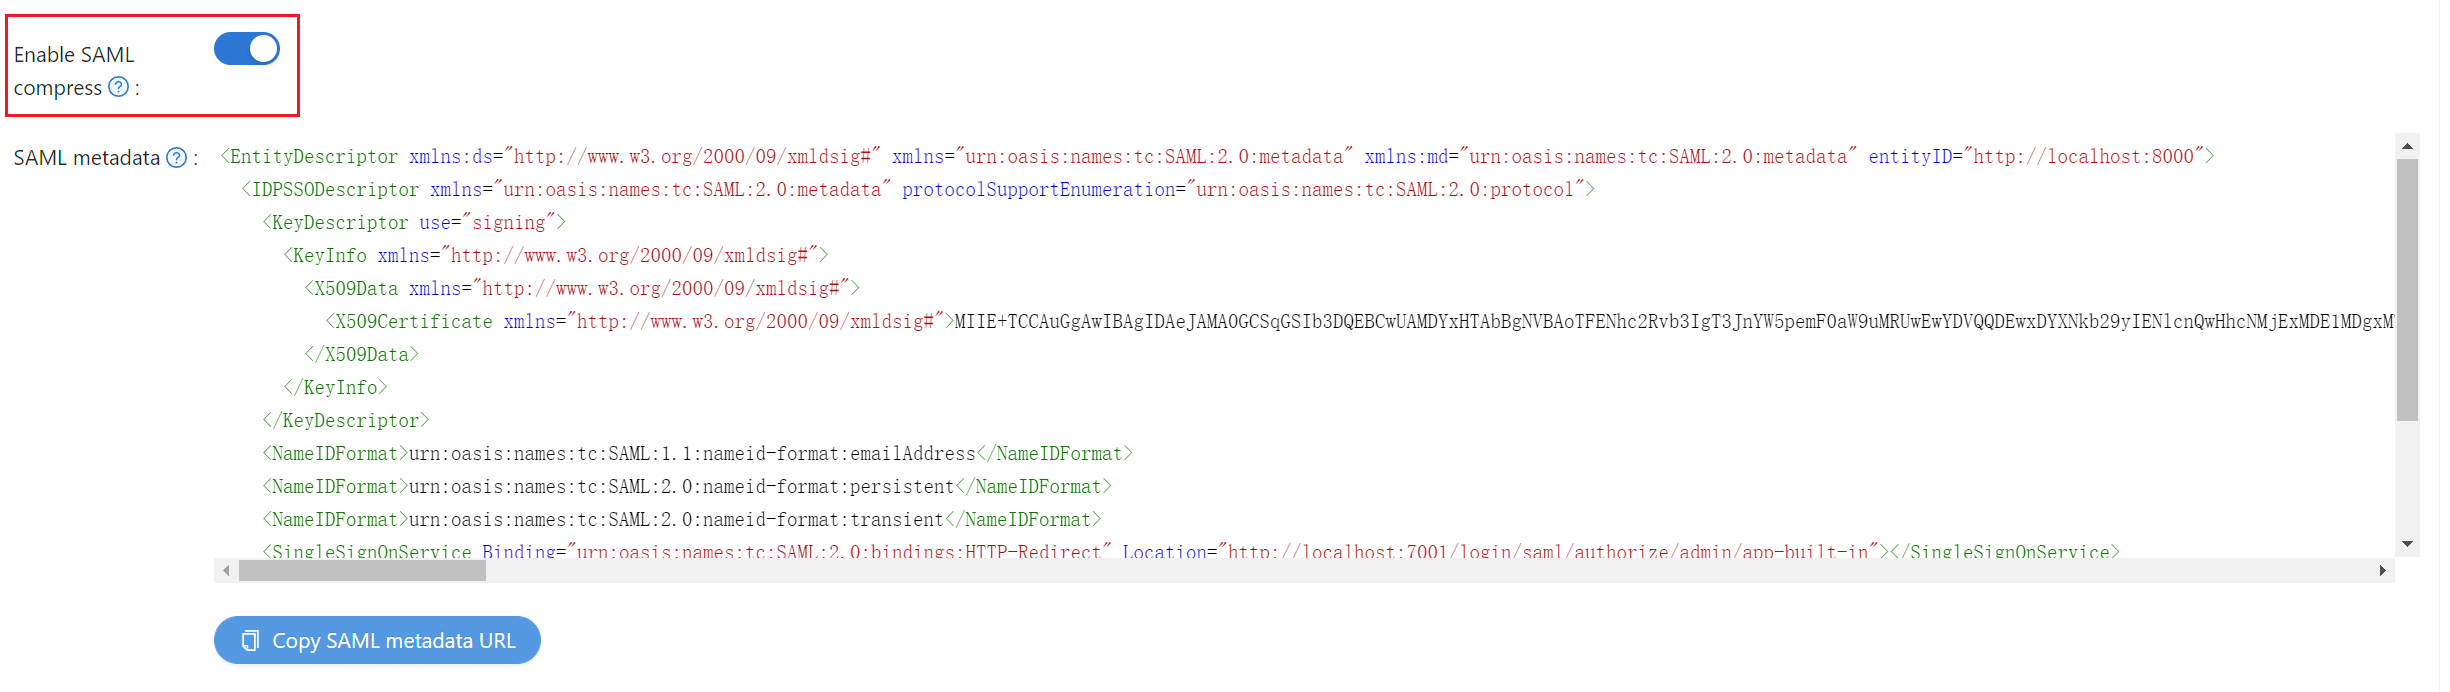 Enable SAML
compress ? :
SAML metadata ? :
<EntityDescriptor xmlns:ds="http://www.w3.org/2000/09/xmldsig#" xmlns="urn:oasis:names:tc:SAML:2.0:metadata" xmlns:md="urn:oasis:names:tc:SAML:2.0:metadata" entityID="http://localhost:8000">
<IDPSSODescriptor xmlns="urn:oasis:names:tc:SAML:2.0:metadata" protocolSupportEnumeration="urn:oasis:names:tc:SAML:2.0:protocol">
<KeyDescriptor use="signing">
<KeyInfo xmlns="http://www.w3.org/2000/09/xmldsig#">
<X509Data xmlns="http://www.w3.org/2000/09/xmldsig#">
<X509Certificate xmlns="http://www.w3.org/2000/09/xmldsig#">MIIE+TCCAuGgAwIBAgIDAeJAMA0GCSqGSIb3DQEBCwUAMDYxHTAbBgNVBAoTFENhc2Rvb3IgT3JnYW5pemF0aW9uMRUwEwYDVQQDEwxDYXNkb29yIENlcnQwHhcNMjExMDE1MDgxM
</X509Data>
</KeyInfo>
</KeyDescriptor>
<NameIDFormat>urn:oasis:names:tc:SAML:1.1:nameid-format:emailAddress</NameIDFormat>
<NameIDFormat>urn:oasis:names:tc:SAML:2.0:nameid-format:persistent</NameIDFormat>
<NameIDFormat>urn:oasis:names:tc:SAML:2.0:nameid-format:transient</NameIDFormat>
<SingleSignOnService Binding="urn:oasis:names:tc:SAML:2.0:bindings:HTTP-Redirect" Location="http://localhost:7001/login/saml/authorize/admin/app-built-in"></SingleSignOnService>
Copy SAML metadata URL